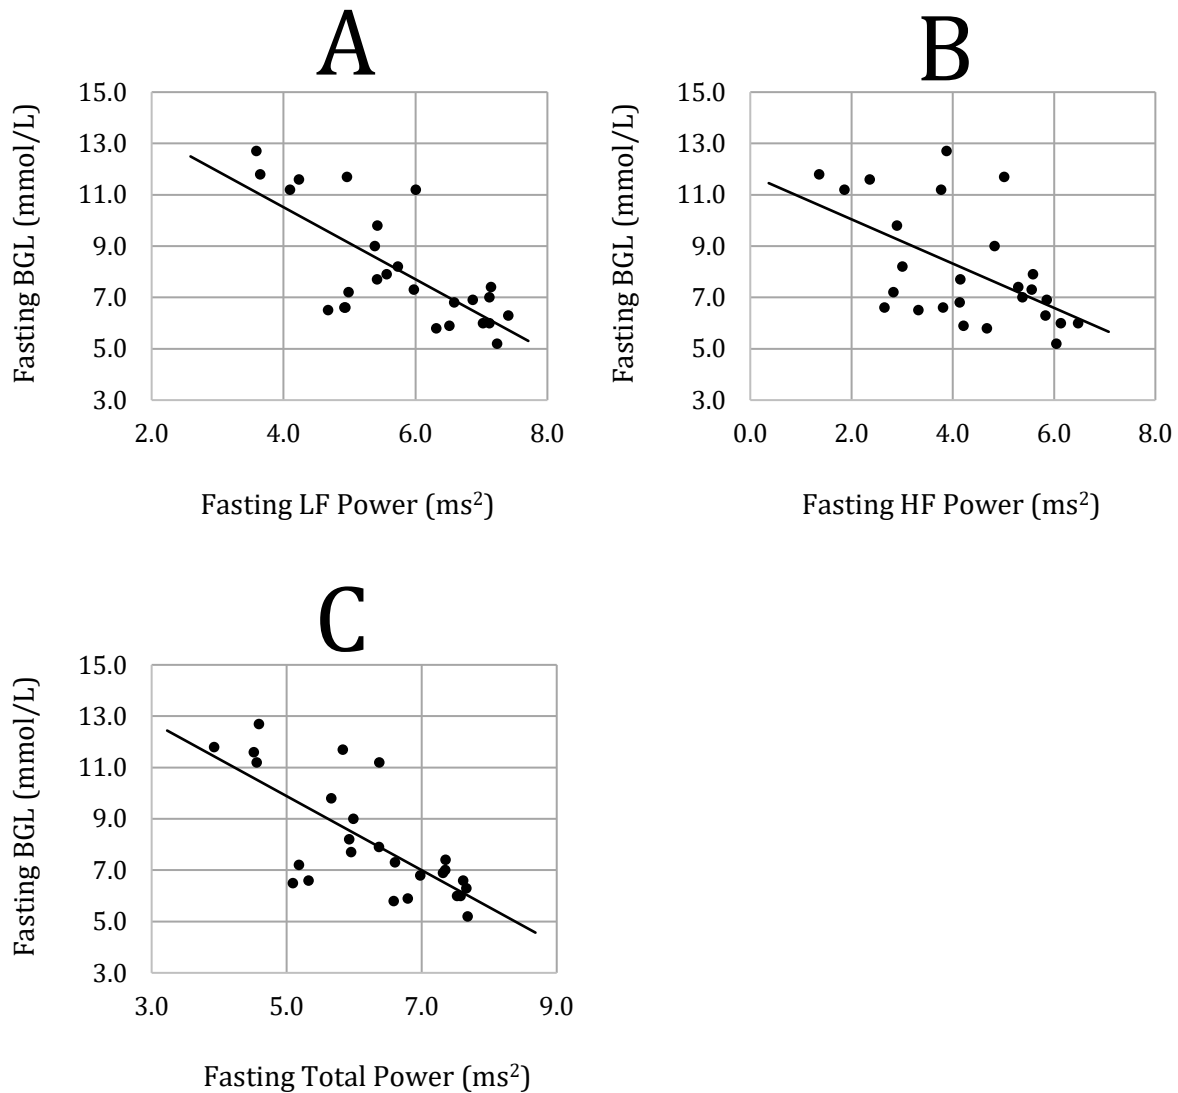 A
Fasting BGL (mmol/L)
15.0
13.0
11.0
9.0
7.0
5.0
3.0
2.0 4.0 6.0 8.0
Fasting LF Power (ms²)
B
Fasting BGL (mmol/L)
15.0
13.0
11.0
9.0
7.0
5.0
3.0
0.0 2.0 4.0 6.0 8.0
Fasting HF Power (ms²)
C
Fasting BGL (mmol/L)
15.0
13.0
11.0
9.0
7.0
5.0
3.0
3.0 5.0 7.0 9.0
Fasting Total Power (ms²)